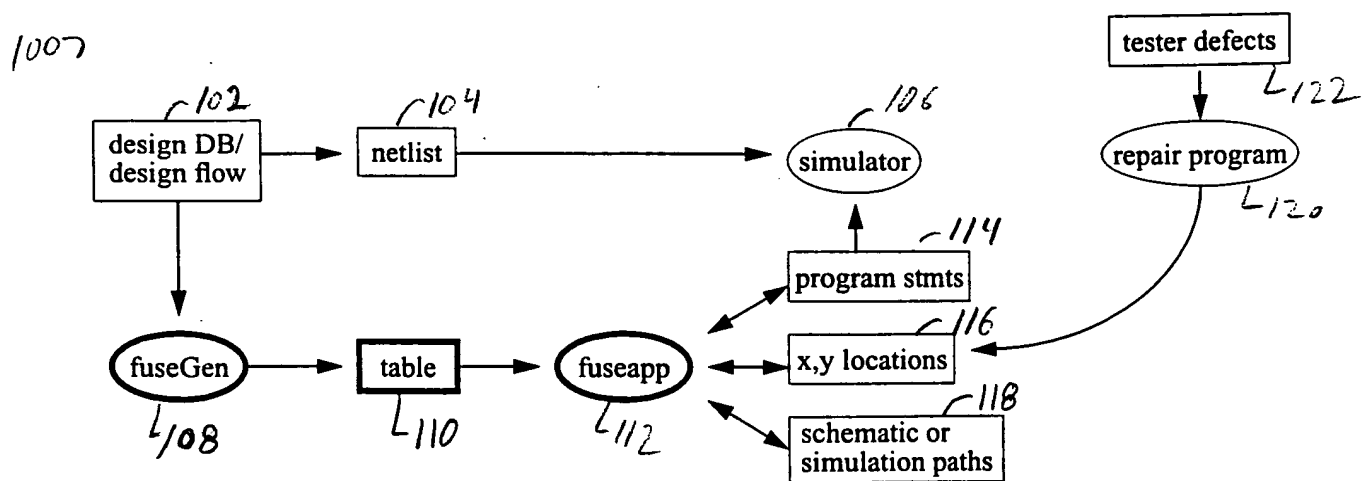 100
tester defects
122
102
104
106
design DB/
design flow
netlist
simulator
repair program
120
114
program stmts
116
x,y locations
fuseGen
table
fuseapp
108
110
112
118
schematic or
simulation paths